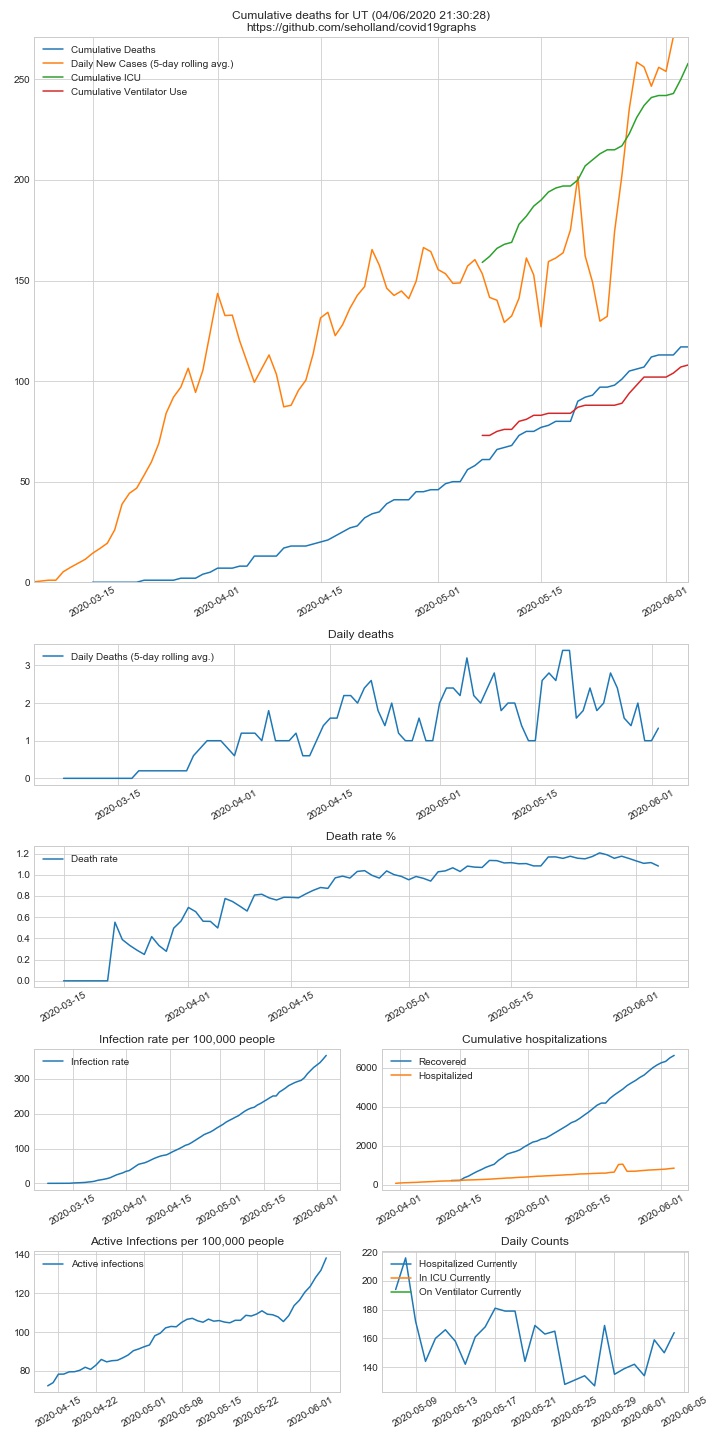 Cumulative deaths for UT (04/06/2020 21:30:28)
https://github.com/seholland/covid19graphs
Cumulative Deaths
Daily New Cases (5-day rolling avg.)
Cumulative ICU
Cumulative Ventilator Use
250
200
150
100
50
0
2020-03-15 2020-04-01 2020-04-15 2020-05-01 2020-05-15 2020-06-01
Daily deaths
Daily Deaths (5-day rolling avg.)
3
2
1
0
2020-03-15 2020-04-01 2020-04-15 2020-05-01 2020-05-15 2020-06-01
Death rate %
Death rate
1.2
1.0
0.8
0.6
0.4
0.2
0.0
2020-03-15 2020-04-01 2020-04-15 2020-05-01 2020-05-15 2020-06-01
Infection rate per 100,000 people
Infection rate
300
200
100
0
2020-03-15 2020-04-01 2020-04-15 2020-05-01 2020-05-15 2020-06-01
Cumulative hospitalizations
Recovered
Hospitalized
6000
4000
2000
0
2020-04-01 2020-04-15 2020-05-01 2020-05-15 2020-06-01
Active Infections per 100,000 people
Active infections
140
120
100
80
2020-04-15 2020-04-22 2020-05-01 2020-05-08 2020-05-15 2020-05-22 2020-06-01
Daily Counts
Hospitalized Currently
In ICU Currently
On Ventilator Currently
220
200
180
160
140
2020-05-09 2020-05-13 2020-05-17 2020-05-21 2020-05-25 2020-05-29 2020-06-01 2020-06-05